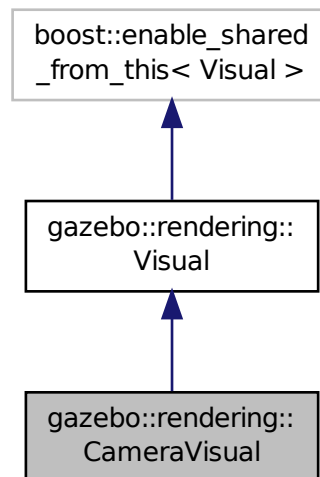 boost::enable_shared
_from_this< Visual >
gazebo::rendering::
Visual
gazebo::rendering::
CameraVisual